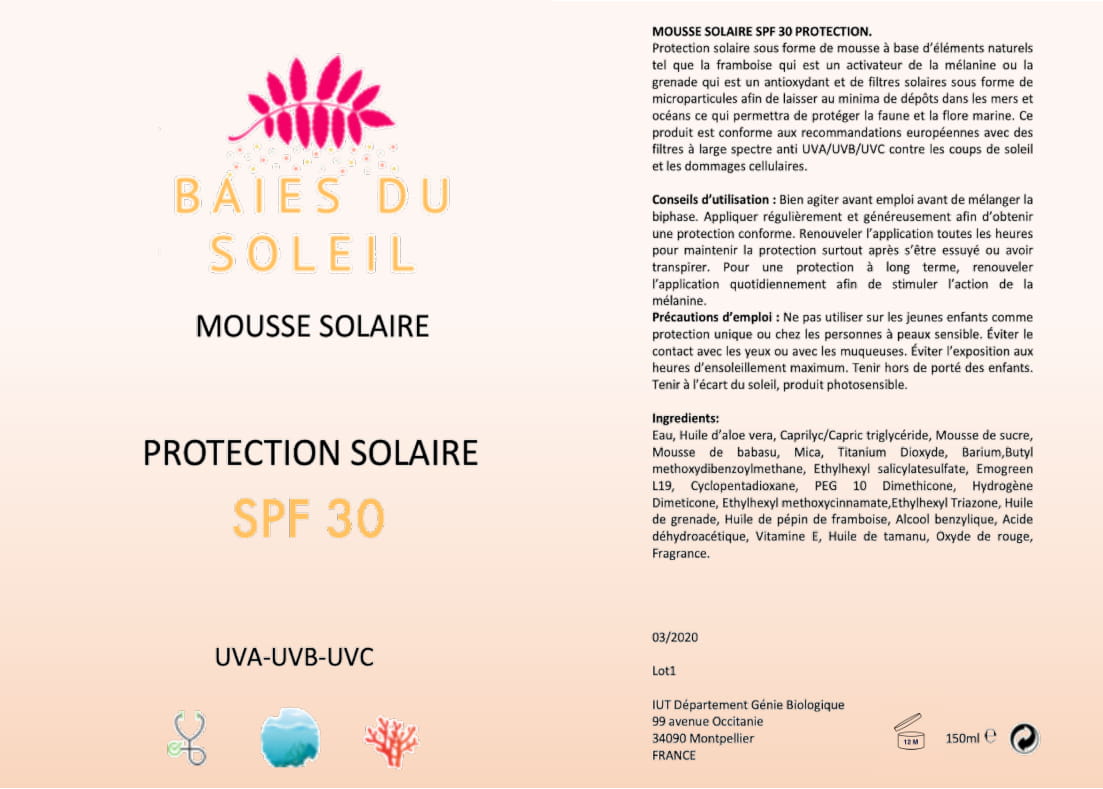 BAIES DU
SOLEIL
MOUSSE SOLAIRE
PROTECTION SOLAIRE
SPF 30
UVA-UVB-UVC
MOUSSE SOLAIRE SPF 30 PROTECTION.
Protection solaire sous forme de mousse à base d'éléments naturels
tel que la framboise qui est un activateur de la mélanine ou la
grenade qui est un antioxydant et de filtres solaires sous forme de
microparticules afin de laisser au minima de dépôts dans les mers et
océans ce qui permettra de protéger la faune et la flore marine. Ce
produit est conforme aux recommandations européennes avec des
filtres à large spectre anti UVA/UVB/UVC contre les coups de soleil
et les dommages cellulaires.
Conseils d'utilisation : Bien agiter avant emploi avant de mélanger la
biphase. Appliquer régulièrement et généreusement afin d'obtenir
une protection conforme. Renouveler l'application toutes les heures
pour maintenir la protection surtout après s'être essuyé ou avoir
transpirer. Pour une protection à long terme, renouveler
l'application quotidiennement afin de stimuler l'action de la
mélanine.
Précautions d'emploi : Ne pas utiliser sur les jeunes enfants comme
protection unique ou chez les personnes à peaux sensible. Éviter le
contact avec les yeux ou avec les muqueuses. Éviter l'exposition aux
heures d'ensoleillement maximum. Tenir hors de porté des enfants.
Tenir à l'écart du soleil, produit photosensible.
Ingredients:
Eau, Huile d'aloe vera, Caprilyc/Capric triglycéride, Mousse de sucre,
Mousse de babasu, Mica, Titanium Dioxyde, Barium,Butyl
methoxydibenzoylmethane, Ethylhexyl salicylatesulfate, Emogreen
L19, Cyclopentadioxane, PEG 10 Dimethicone, Hydrogène
Dimeticone, Ethylhexyl methoxycinnamate,Ethylhexyl Triazone, Huile
de grenade, Huile de pépin de framboise, Alcool benzylique, Acide
déhydroacétique, Vitamine E, Huile de tamanu, Oxyde de rouge,
Fragrance.
03/2020
Lot1
IUT Département Génie Biologique
99 avenue Occitanie
34090 Montpellier
FRANCE
12 M
150ml ℮